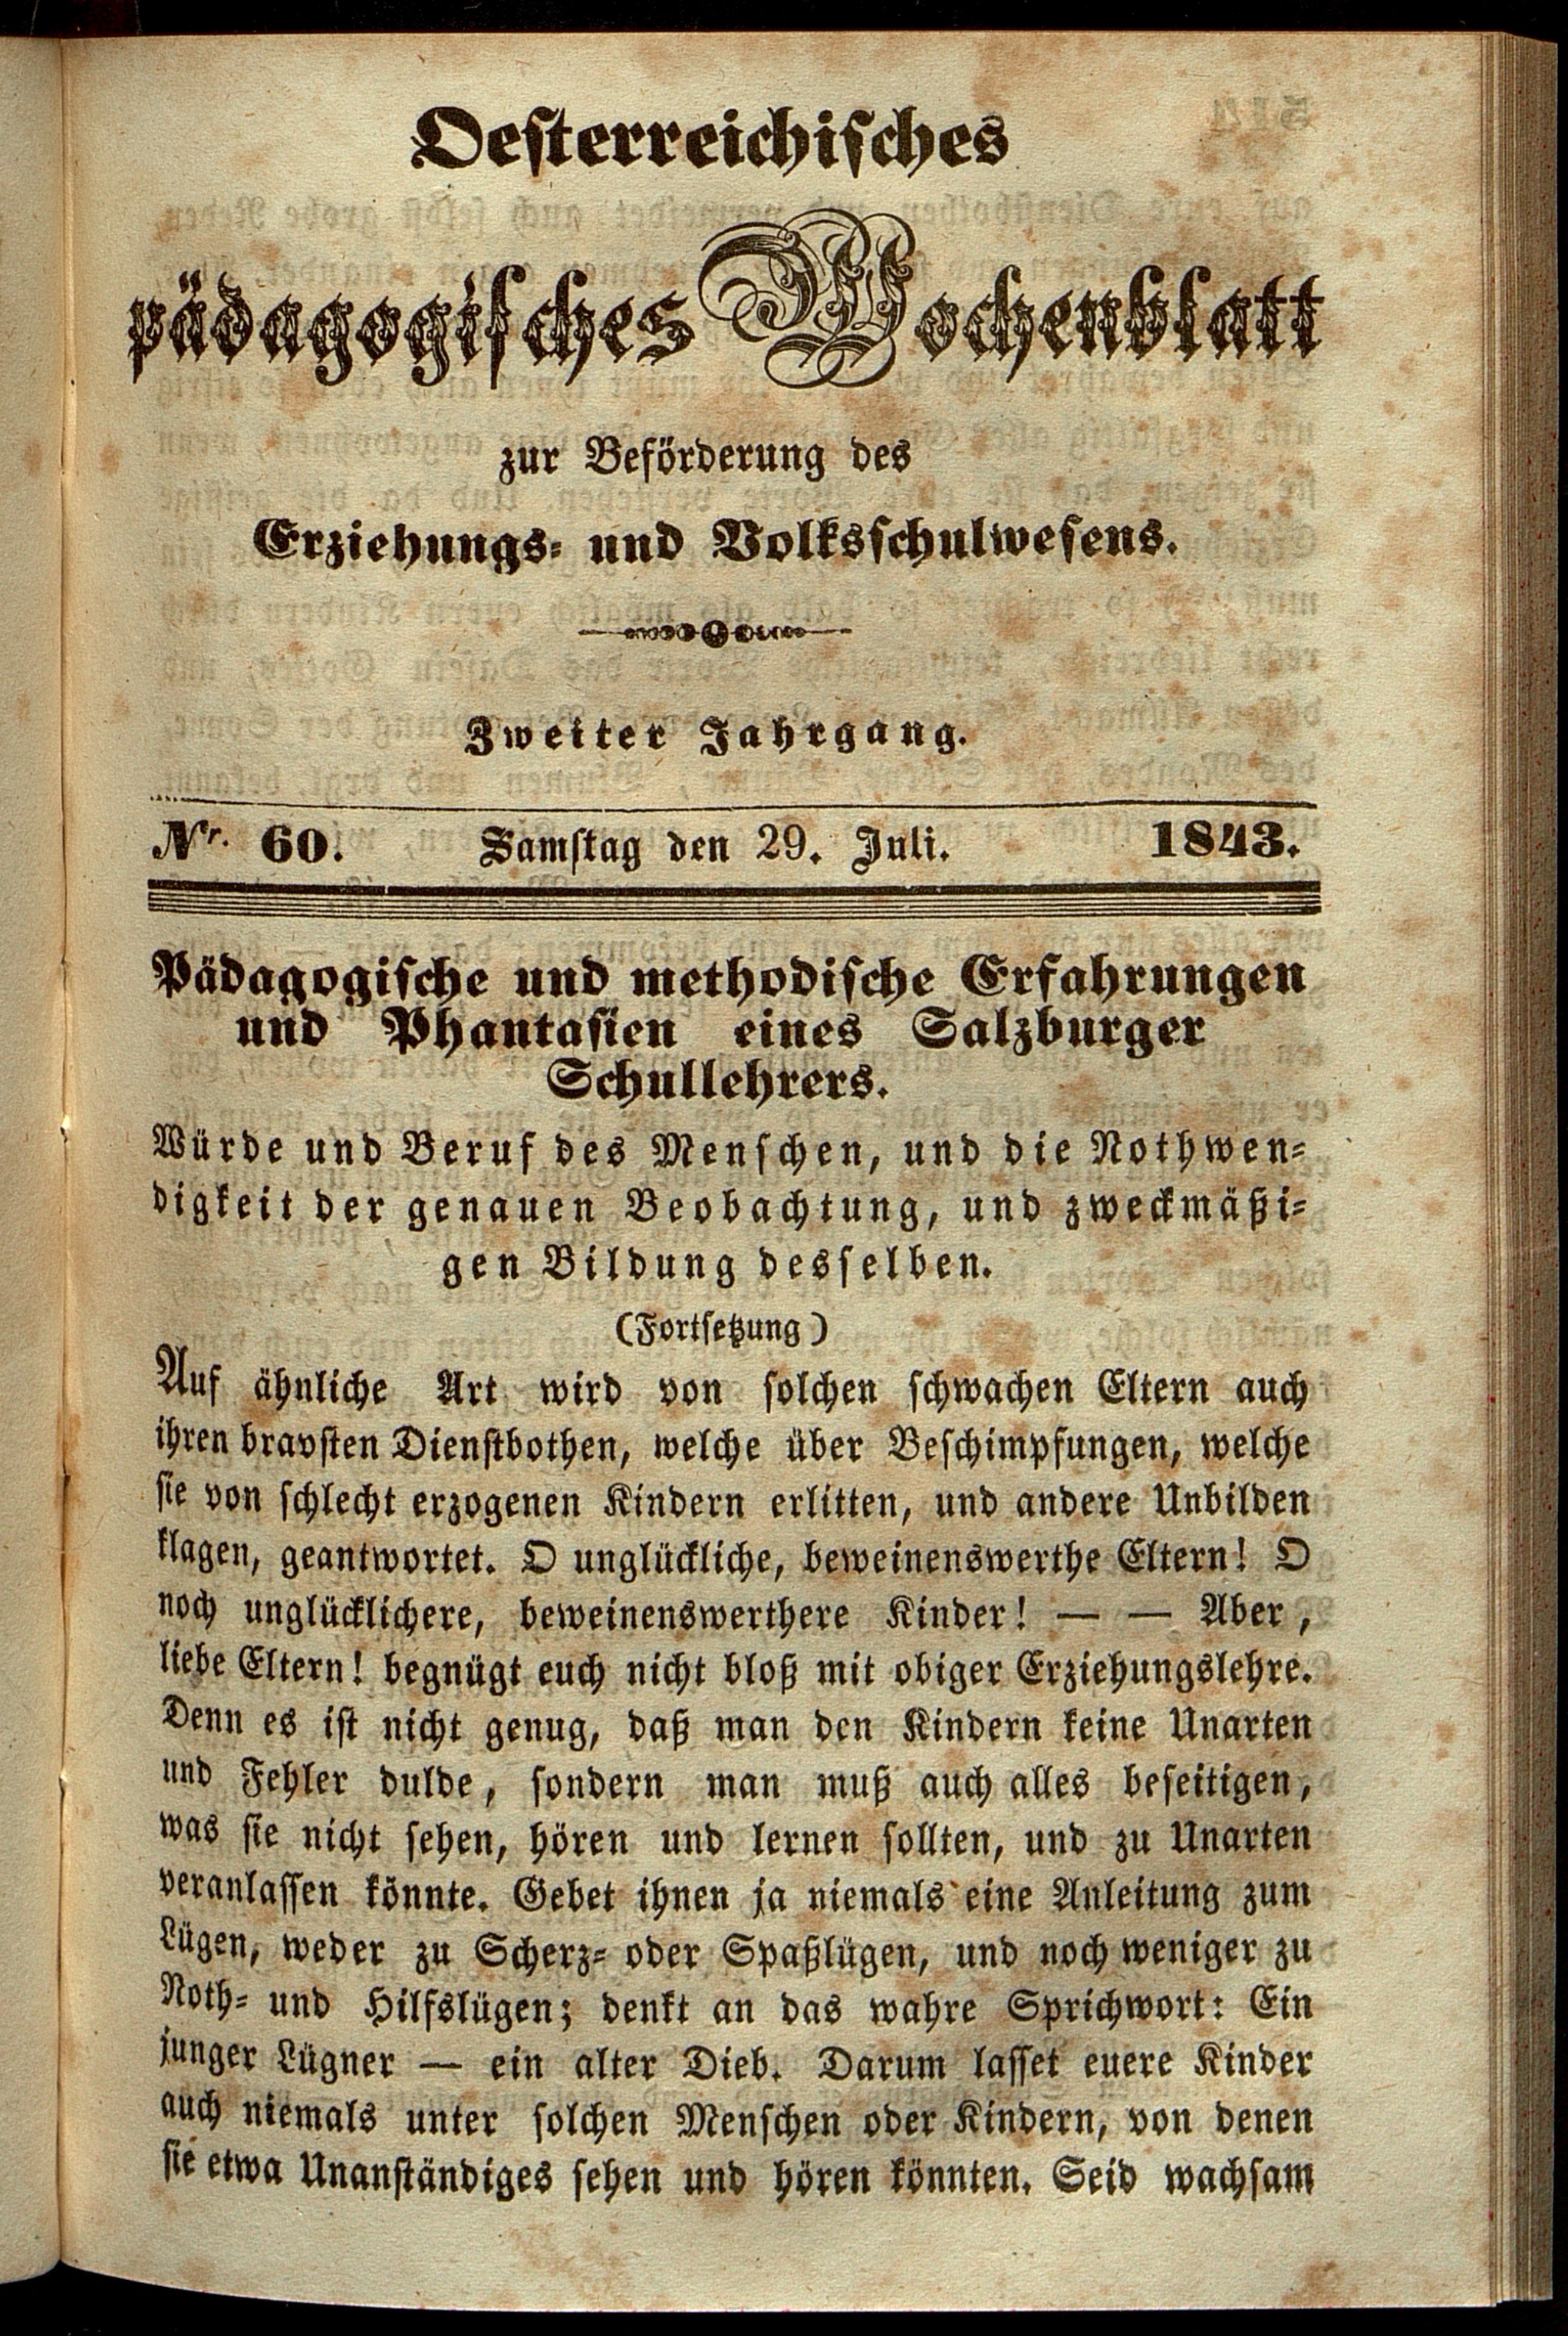 Oesterreichisches
pädagogisches Wochenblatt
zur Beförderung des
Erziehungs- und Volksschulwesens.
Zweiter Jahrgang.
Nr. 60. Samstag den 29. Juli. 1843.
Pädagogische und methodische Erfahrungen
und Phantasien eines Salzburger
Schullehrers.
Würde und Beruf des Menschen, und die Nothwen-
digkeit der genauen Beobachtung, und zweckmäßi-
gen Bildung desselben.
(Fortsetzung)
Auf ähnliche Art wird von solchen schwachen Eltern auch
ihren bravsten Dienstbothen, welche über Beschimpfungen, welche
sie von schlecht erzogenen Kindern erlitten, und andere Unbilden
klagen, geantwortet. O unglückliche, beweinenswerthe Eltern! O
noch unglücklichere, beweinenswerthere Kinder! — — Aber,
liebe Eltern! begnügt euch nicht bloß mit obiger Erziehungslehre.
Denn es ist nicht genug, daß man den Kindern keine Unarten
und Fehler dulde, sondern man muß auch alles beseitigen,
was sie nicht sehen, hören und lernen sollten, und zu Unarten
veranlassen könnte. Gebet ihnen ja niemals eine Anleitung zum
Lügen, weder zu Scherz- oder Spaßlügen, und noch weniger zu
Noth- und Hilfslügen; denkt an das wahre Sprichwort: Ein
junger Lügner — ein alter Dieb. Darum lasset euere Kinder
auch niemals unter solchen Menschen oder Kindern, von denen
sie etwa Unanständiges sehen und hören könnten. Seid wachsam